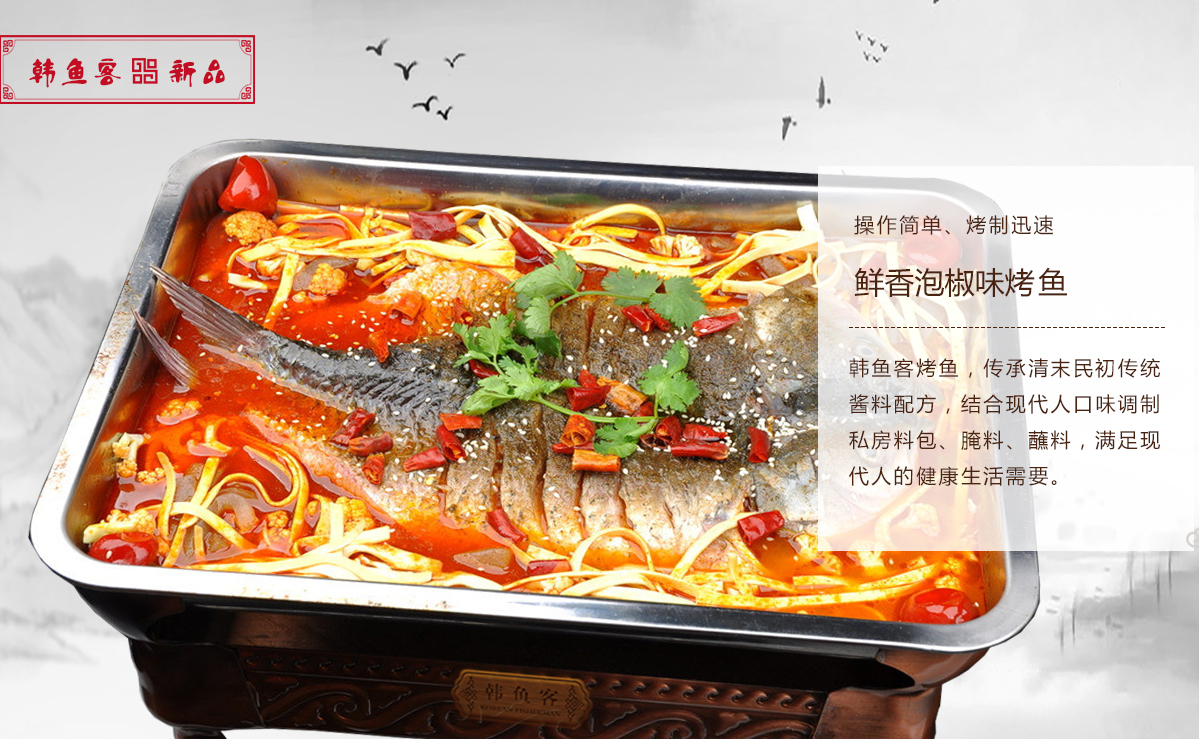 韩鱼客 新品
操作简单、烤制迅速
鲜香泡椒味烤鱼
韩鱼客烤鱼，传承清末民初传统
酱料配方，结合现代人口味调制
私房料包、腌料、蘸料，满足现
代人的健康生活需要。
韩鱼客